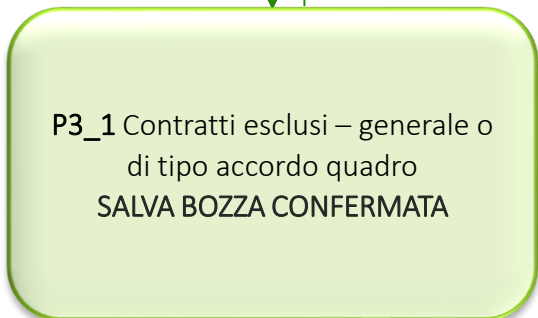 P3_1 Contratti esclusi – generale o
di tipo accordo quadro
SALVA BOZZA CONFERMATA